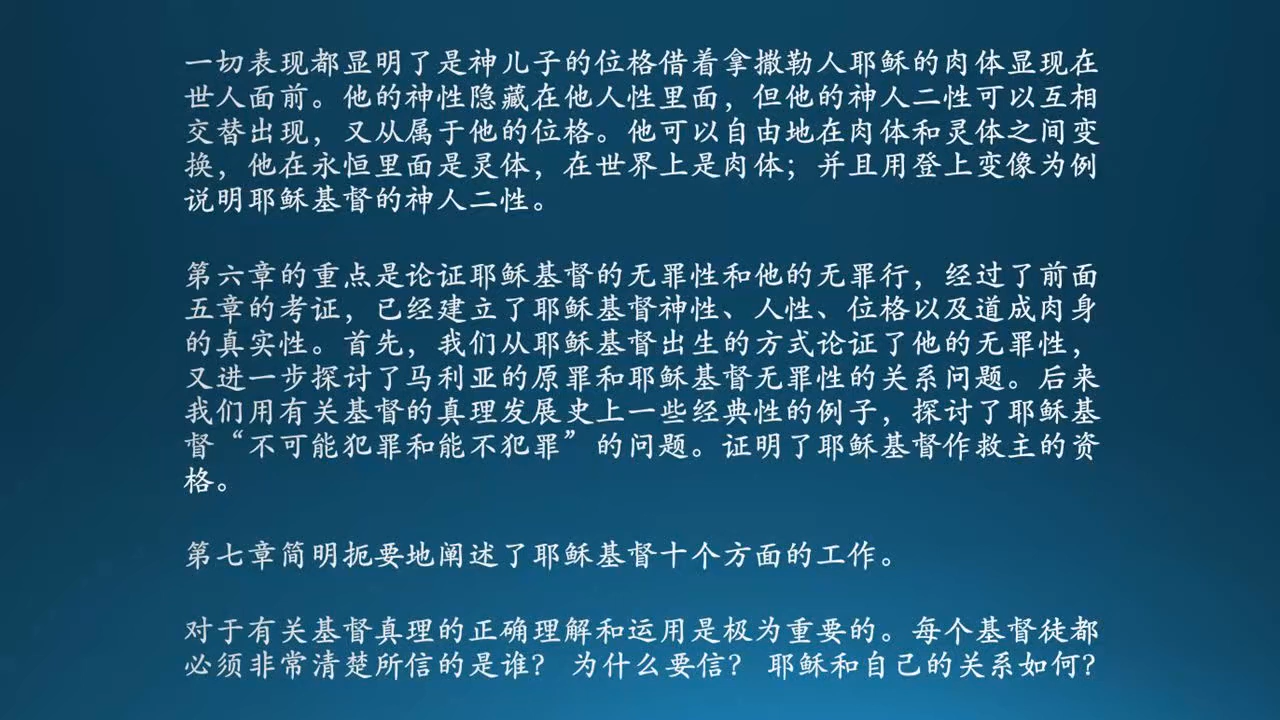 一切表现都显明了是神儿子的位格借着拿撒勒人耶稣的肉体显现在
世人面前。他的神性隐藏在他人性里面，但他的神人二性可以互相
交替出现，又从属于他的位格。他可以自由地在肉体和灵体之间变
换，他在永恒里面是灵体，在世界上是肉体；并且用登上变像为例
说明耶稣基督的神人二性。
第六章的重点是论证耶稣基督的无罪性和他的无罪行，经过了前面
五章的考证，已经建立了耶稣基督神性、人性、位格以及道成肉身
的真实性。首先，我们从耶稣基督出生的方式论证了他的无罪性，
又进一步探讨了马利亚的原罪和耶稣基督无罪性的关系问题。后来
我们用有关基督的真理发展史上一些经典性的例子，探讨了耶稣基
督“不可能犯罪和能不犯罪”的问题。证明了耶稣基督作救主的资
格。
第七章简明扼要地阐述了耶稣基督十个方面的工作。
对于有关基督真理的正确理解和运用是极为重要的。每个基督徒都
必须非常清楚所信的是谁？ 为什么要信？ 耶稣和自己的关系如何？